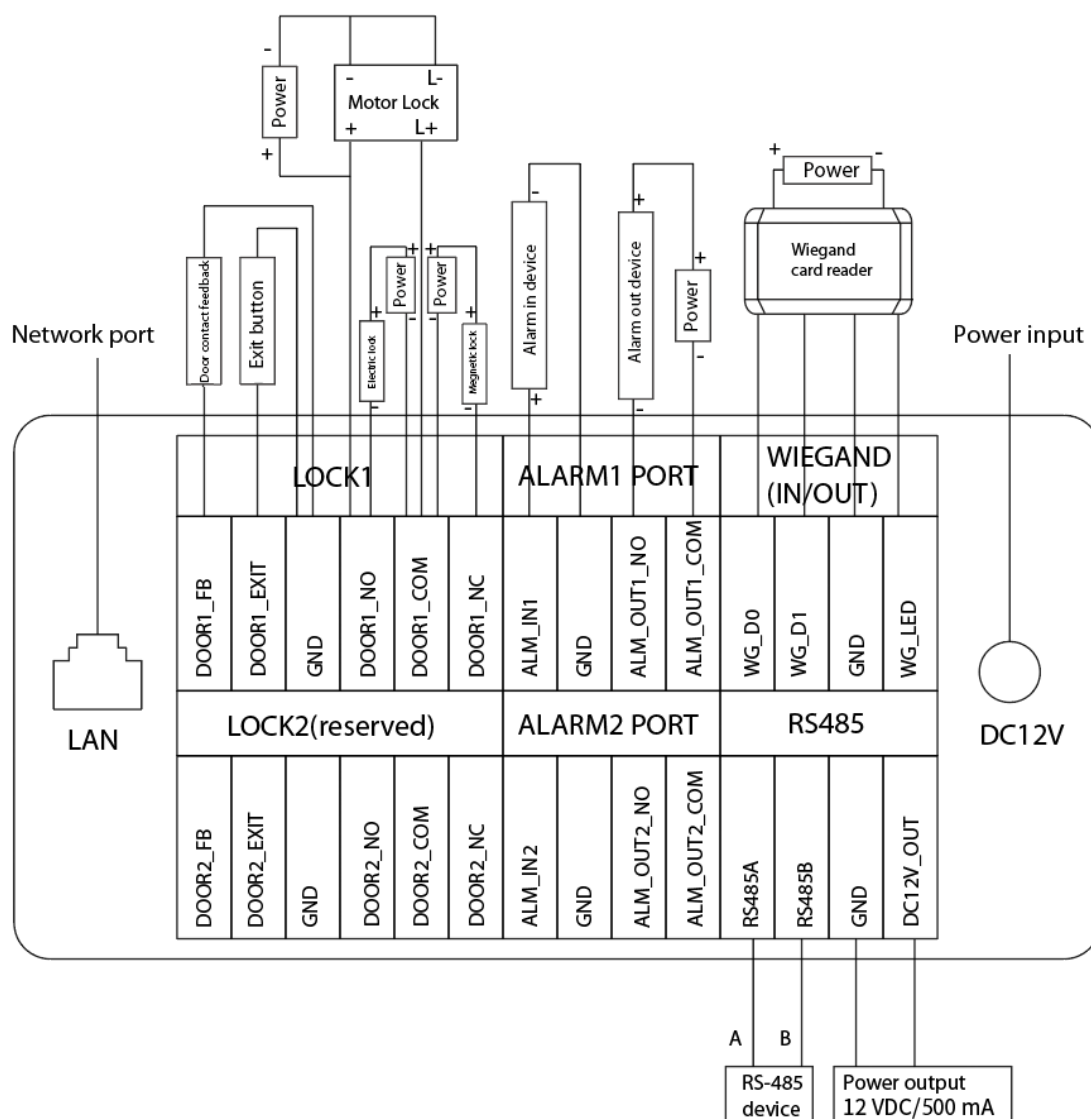 -
- L-
Motor Lock
+ L+
Power
+
+ -
Power
Wiegand
card reader
-
Alarm in device
+
+
Alarm out device
-
+
Power
-
Door contact feedback
Exit button
+
Electric lock
-
+
Power
-
+
Power
-
+
Megmetic lock
-
Network port
Power input
LOCK1
ALARM1 PORT
WIEGAND
(IN/OUT)
DOOR1_FB
DOOR1_EXIT
GND
DOOR1_NO
DOOR1_COM
DOOR1_NC
ALM_IN1
GND
ALM_OUT1_NO
ALM_OUT1_COM
WG_D0
WG_D1
GND
WG_LED
LAN
LOCK2(reserved)
ALARM2 PORT
RS485
DC12V
DOOR2_FB
DOOR2_EXIT
GND
DOOR2_NO
DOOR2_COM
DOOR2_NC
ALM_IN2
GND
ALM_OUT2_NO
ALM_OUT2_COM
RS485A
RS485B
GND
DC12V_OUT
A B
RS-485
device
Power output
12 VDC/500 mA